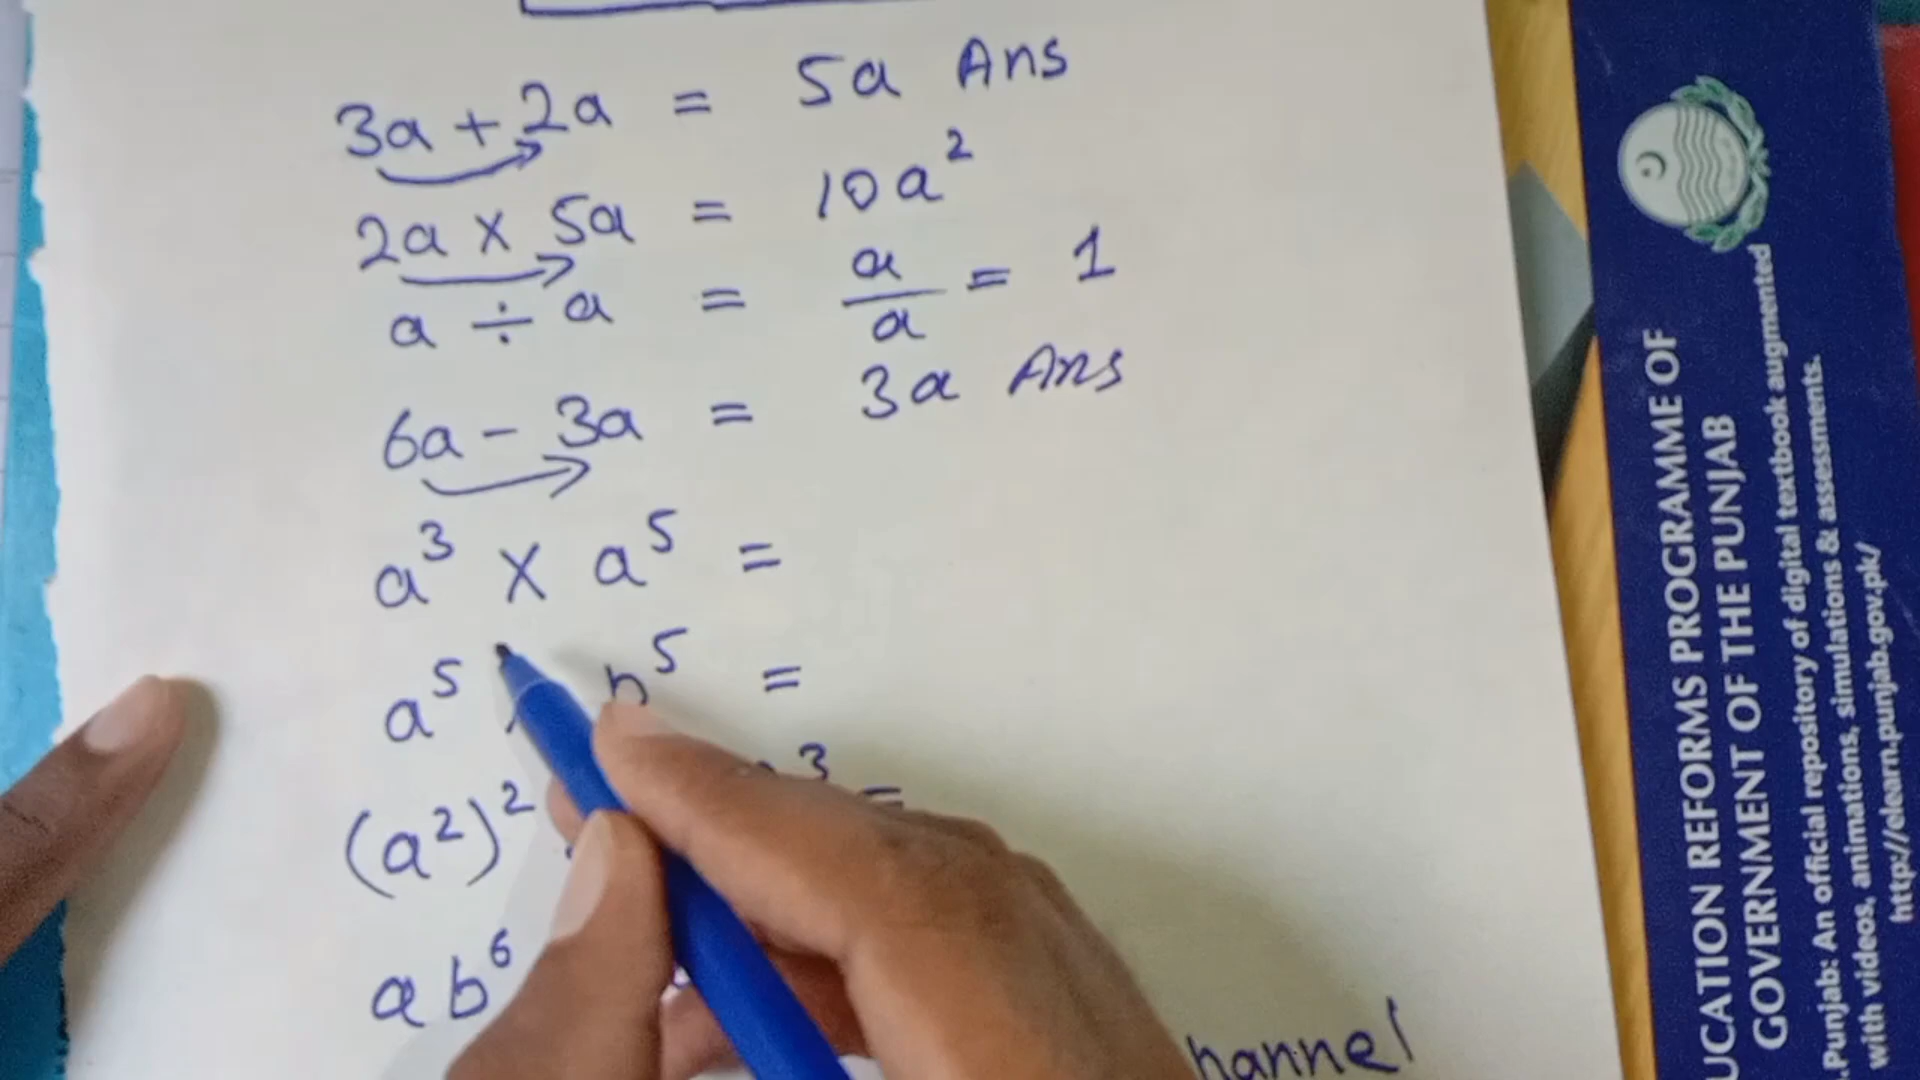 3a + 2a = 5a Ans
2a × 5a = 10a²
a ÷ a = a/a = 1
6a - 3a = 3a Ans
a³ × a⁵ =
a⁵ b⁵ =
(a²)² ³ =
ab⁶
UCATION REFORMS PROGRAMME OF
GOVERNMENT OF THE PUNJAB
.Punjab: An official repository of digital textbook augmented
with videos, animations, simulations & assessments.
http://elearn.punjab.gov.pk/